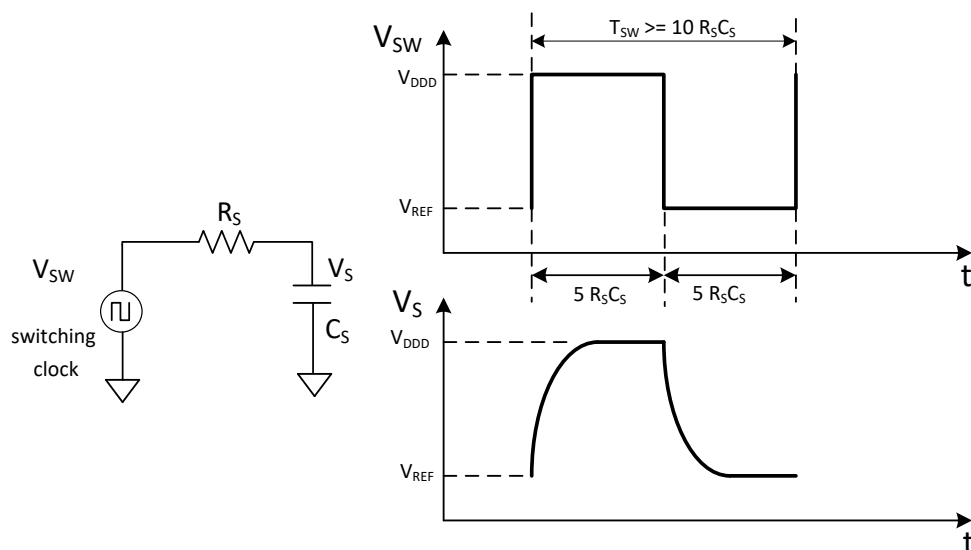 T_SW >= 10 R_SC_S
V_SW
V_DDD
V_REF
t
5 R_SC_S
5 R_SC_S
R_S
V_SW
V_S
C_S
switching
clock
V_S
V_DDD
V_REF
t